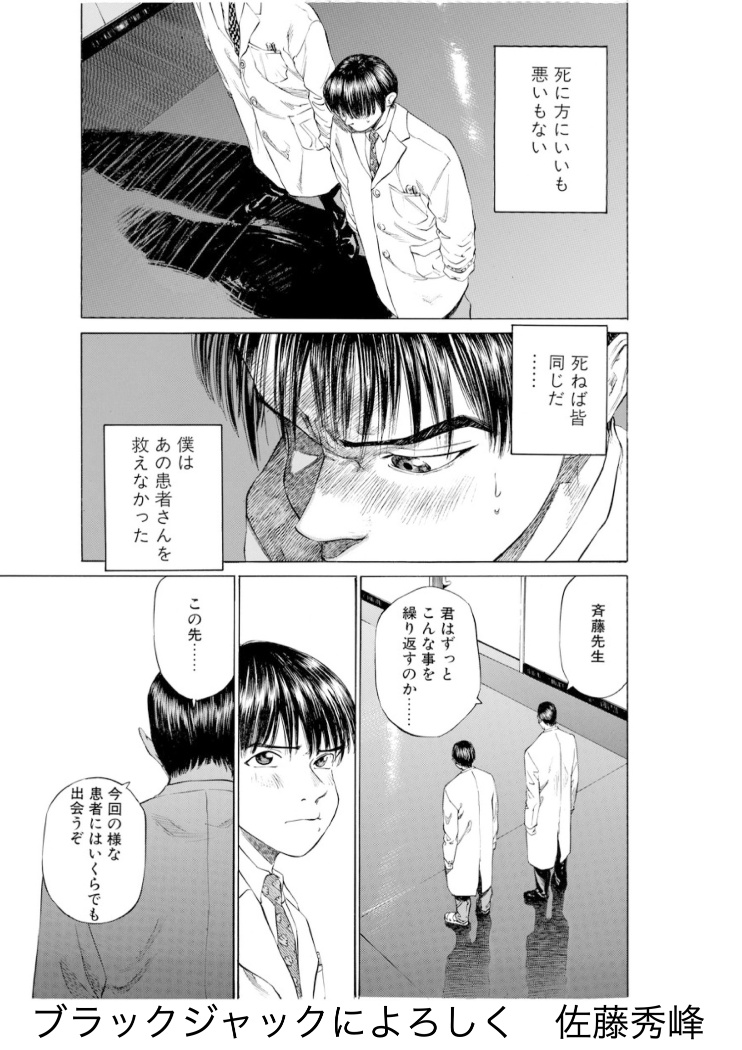 死に方にいいも
悪いもない
死ねば皆
同じだ
……
僕は
あの患者さんを
救えなかった
斉藤先生
君はずっと
こんな事を
繰り返すのか……
この先……
今回の様な
患者にはいくらでも
出会うぞ
ブラックジャックによろしく　佐藤秀峰